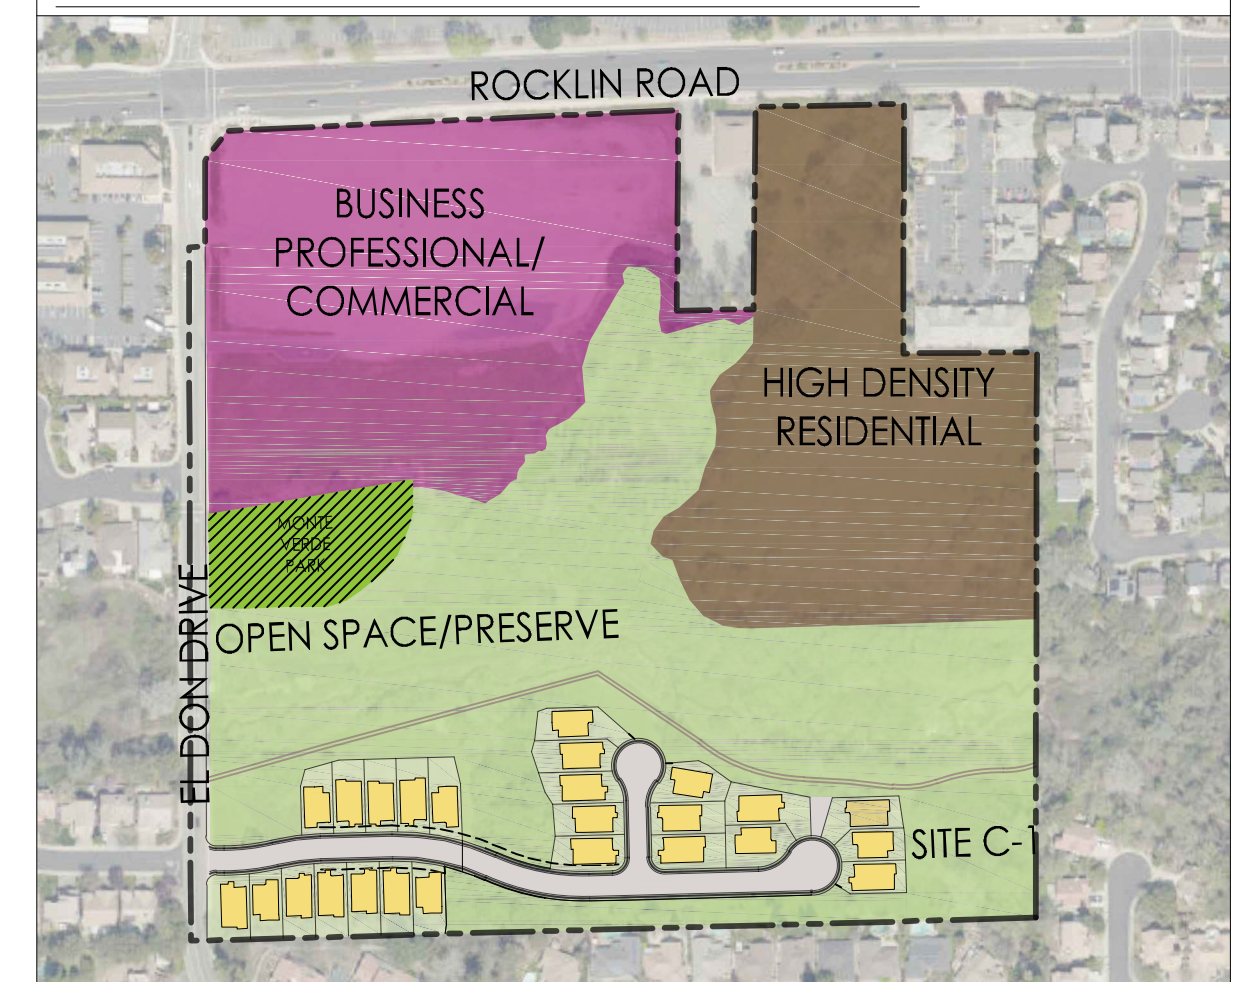 ROCKLIN ROAD
BUSINESS
PROFESSIONAL/
COMMERCIAL
HIGH DENSITY
RESIDENTIAL
MONTE
VERDE
PARK
EL DON DRIVE
OPEN SPACE/PRESERVE
SITE C-1